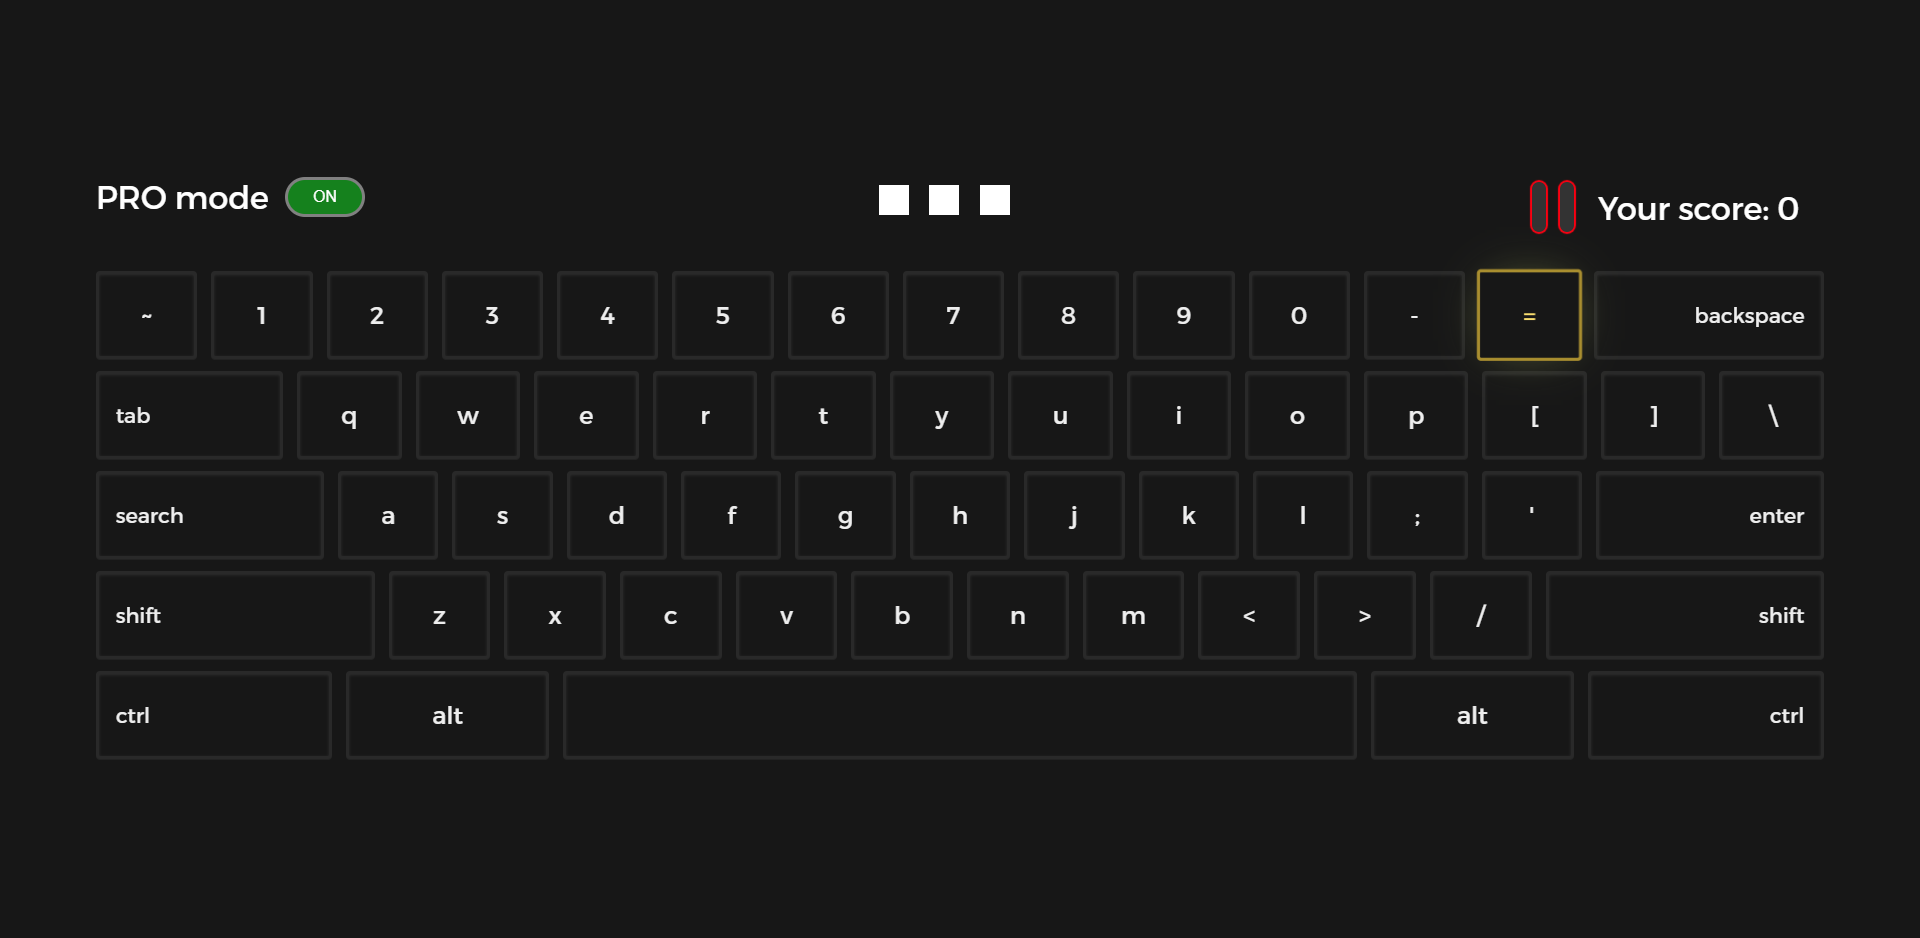 PRO mode ON
Your score: 0
~ 1 2 3 4 5 6 7 8 9 0 - = backspace
tab q w e r t y u i o p [ ] \
search a s d f g h j k l ; ' enter
shift z x c v b n m < > / shift
ctrl alt alt ctrl